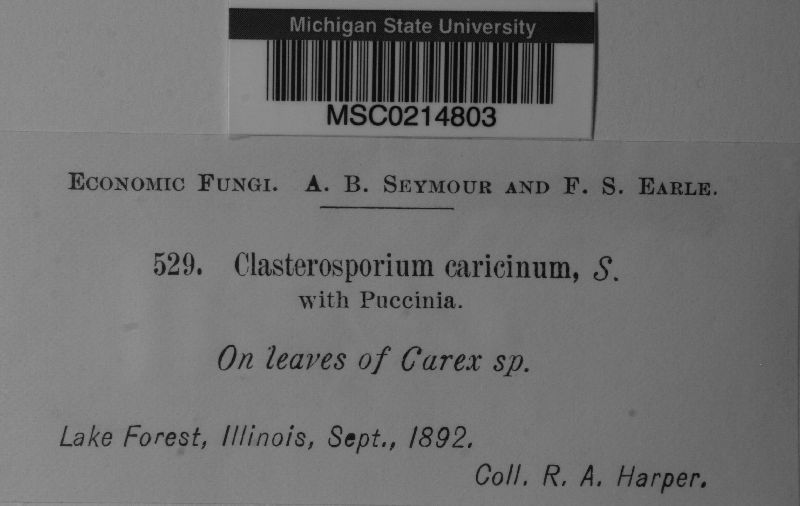 Michigan State University
MSC0214803
Economic Fungi. A. B. Seymour and F. S. Earle.
529. Clasterosporium caricinum, S.
with Puccinia.
On leaves of Carex sp.
Lake Forest, Illinois, Sept., 1892.
Coll. R. A. Harper.